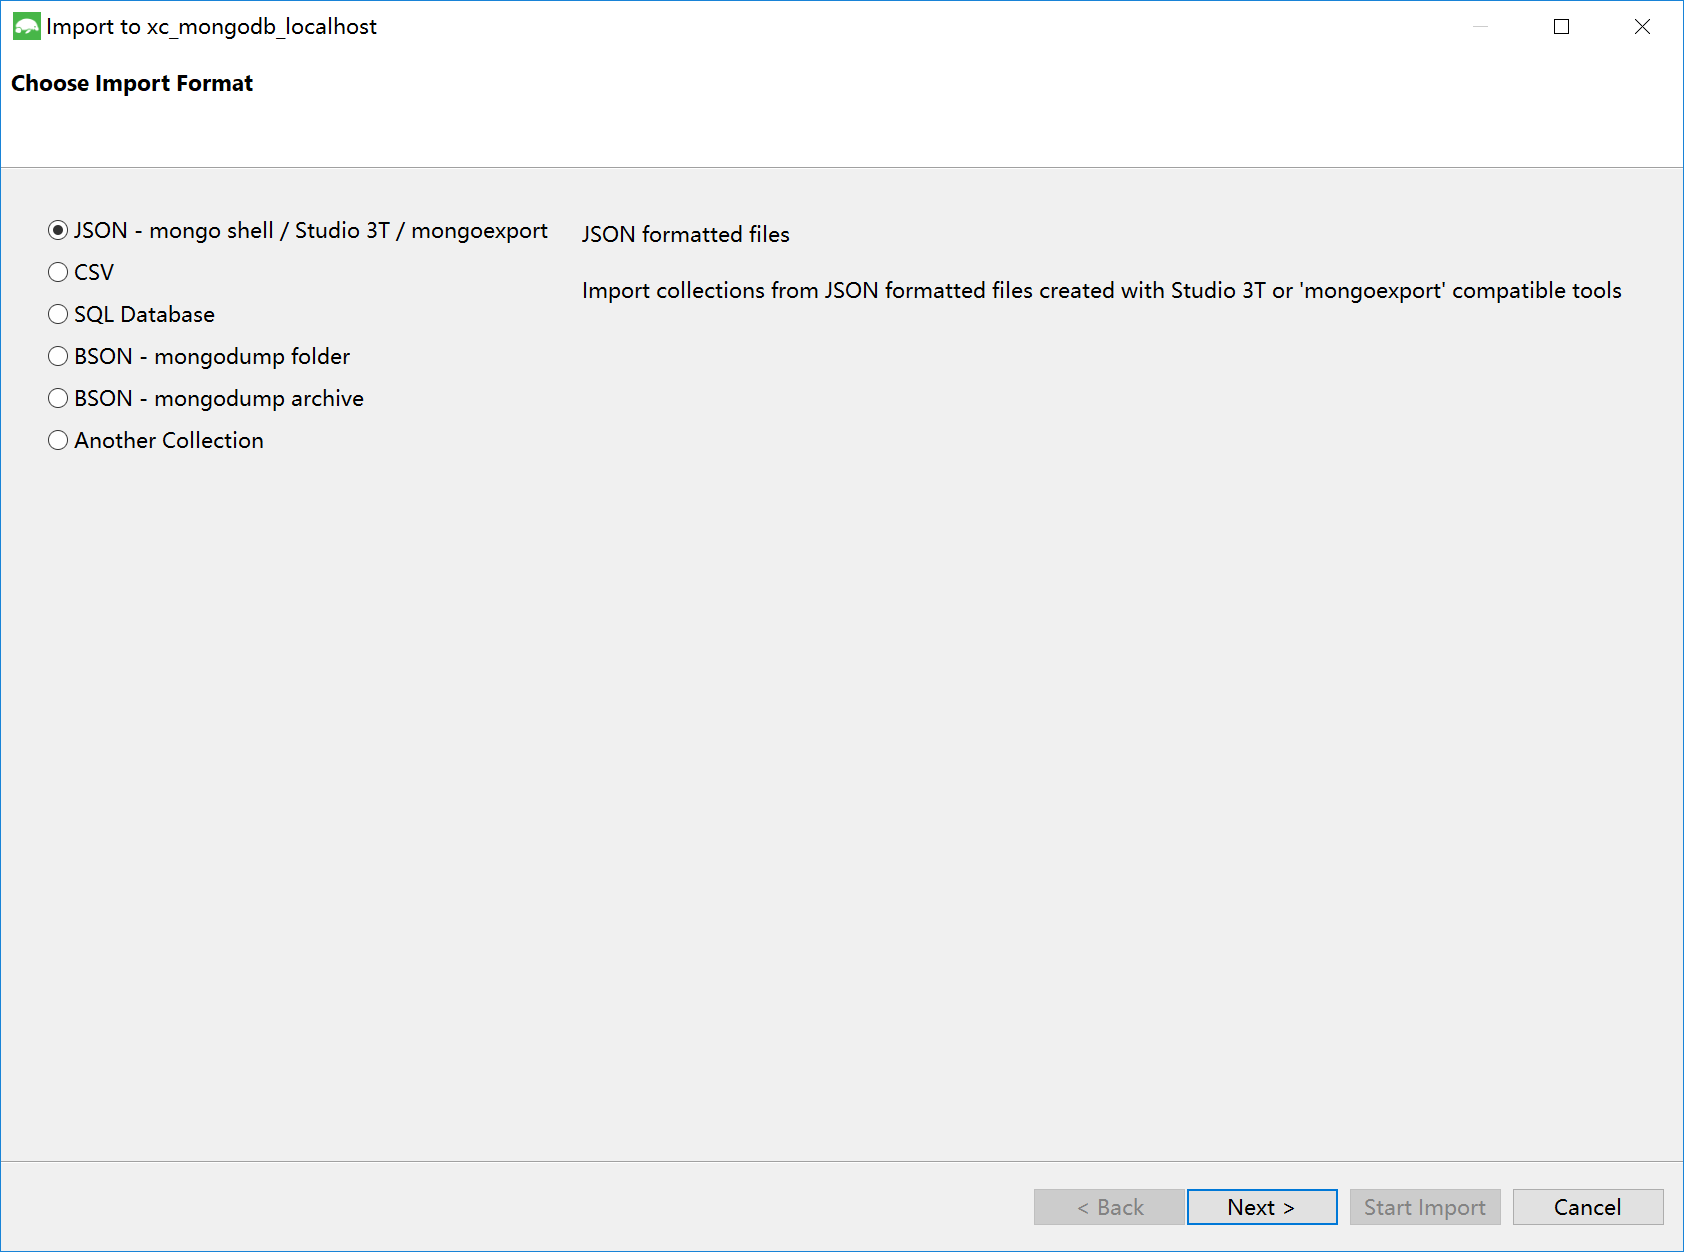 Import to xc_mongodb_localhost
Choose Import Format
JSON - mongo shell / Studio 3T / mongoexport
CSV
SQL Database
BSON - mongodump folder
BSON - mongodump archive
Another Collection
JSON formatted files
Import collections from JSON formatted files created with Studio 3T or 'mongoexport' compatible tools
< Back
Next >
Start Import
Cancel